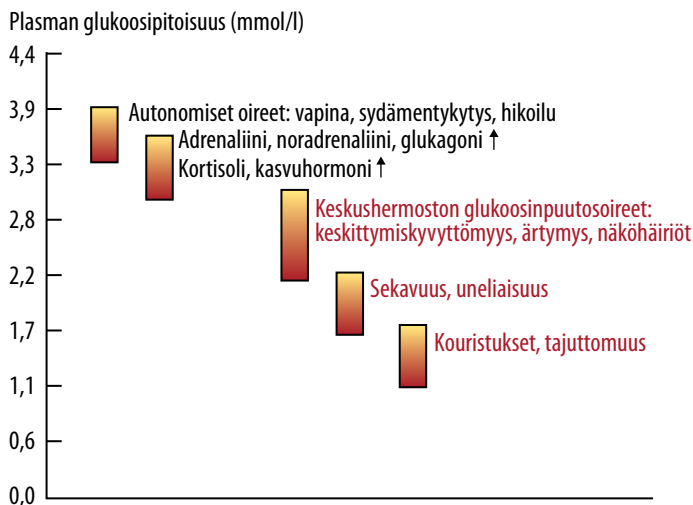 Plasman glukoosipitoisuus (mmol/l)
4,4
3,9
Autonomiset oireet: vapina, sydämentykytys, hikoilu
Adrenaliini, noradrenaliini, glukagoni ↑
3,3
Kortisoli, kasvuhormoni ↑
2,8
Keskushermoston glukoosinpuutosoireet:
keskittymiskyvyttömyys, ärtymys, näköhäiriöt
2,2
Sekavuus, uneliaisuus
1,7
Kouristukset, tajuttomuus
1,1
0,6
0,0